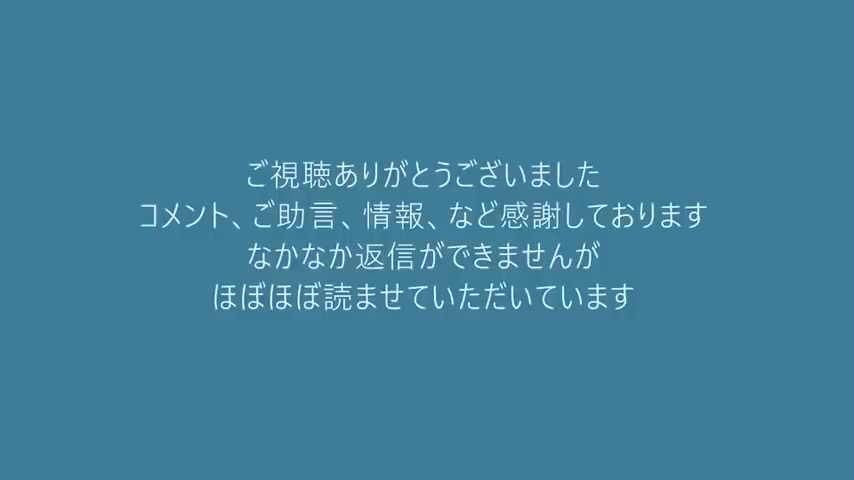 ご視聴ありがとうございました
コメント、ご助言、情報、など感謝しております
なかなか返信ができませんが
ほぼほぼ読ませていただいています